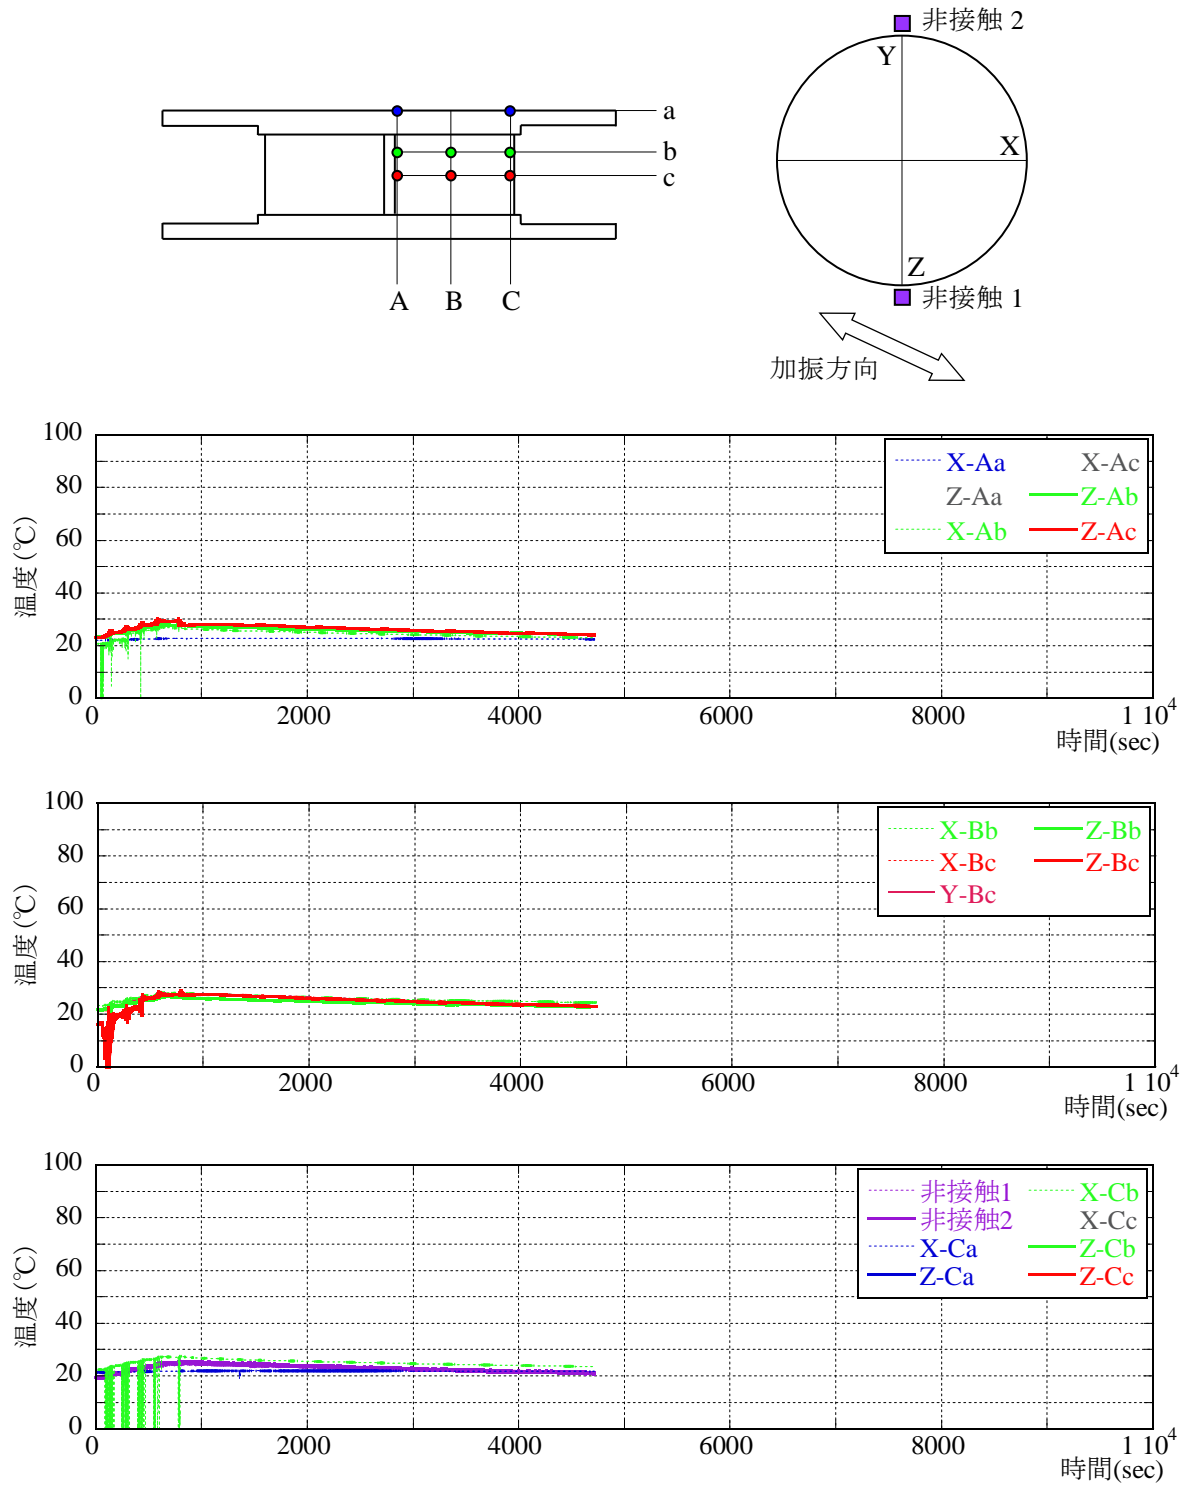 非接触 2
Y
X
Z
非接触 1
加振方向
a
b
c
A B C
100
80
60
40
20
0
温度(℃)
X-Aa X-Ac
Z-Aa Z-Ab
X-Ab Z-Ac
0 2000 4000 6000 8000 1 10⁴
時間(sec)
100
80
60
40
20
0
温度(℃)
X-Bb Z-Bb
X-Bc Z-Bc
Y-Bc
0 2000 4000 6000 8000 1 10⁴
時間(sec)
100
80
60
40
20
0
温度(℃)
非接触1 X-Cb
非接触2 X-Cc
X-Ca Z-Cb
Z-Ca Z-Cc
0 2000 4000 6000 8000 1 10⁴
時間(sec)